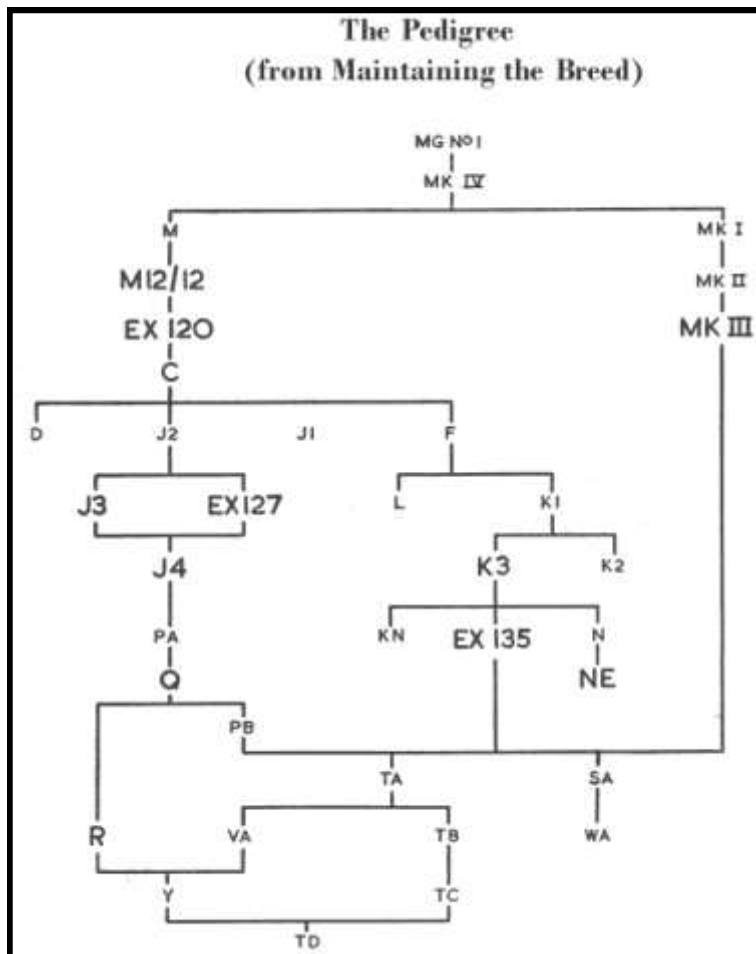 The Pedigree
(from Maintaining the Breed)
MG No 1
MK IV
M MK I
M12/12 MK II
EX 120 MK III
C
D J2 J1 F
J3 EX127 L K1
J4 K3 K2
PA KN EX 135 N
Q NE
PB
TA SA
R VA TB WA
Y TC
TD